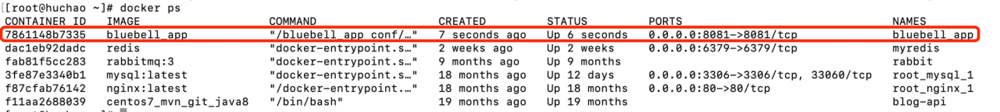 [[root@huchao ~]# docker ps
CONTAINER ID IMAGE COMMAND CREATED STATUS PORTS NAMES
7861148b7335 bluebell_app "/bluebell_app conf/…" 7 seconds ago Up 6 seconds 0.0.0.0:8081->8081/tcp bluebell_app
dac1eb92dadc redis "docker-entrypoint.s…" 2 weeks ago Up 2 weeks 0.0.0.0:6379->6379/tcp myredis
fab81f5cc283 rabbitmq:3 "docker-entrypoint.s…" 9 months ago Up 9 months rabbit
3fe87e3340b1 mysql:latest "docker-entrypoint.s…" 18 months ago Up 12 days 0.0.0.0:3306->3306/tcp, 33060/tcp root_mysql_1
f87cfab76142 nginx:latest "/docker-entrypoint.…" 18 months ago Up 18 months 0.0.0.0:80->80/tcp root_nginx_1
f11aa2688039 centos7_mvn_git_java8 "/bin/bash" 19 months ago Up 19 months blog-api